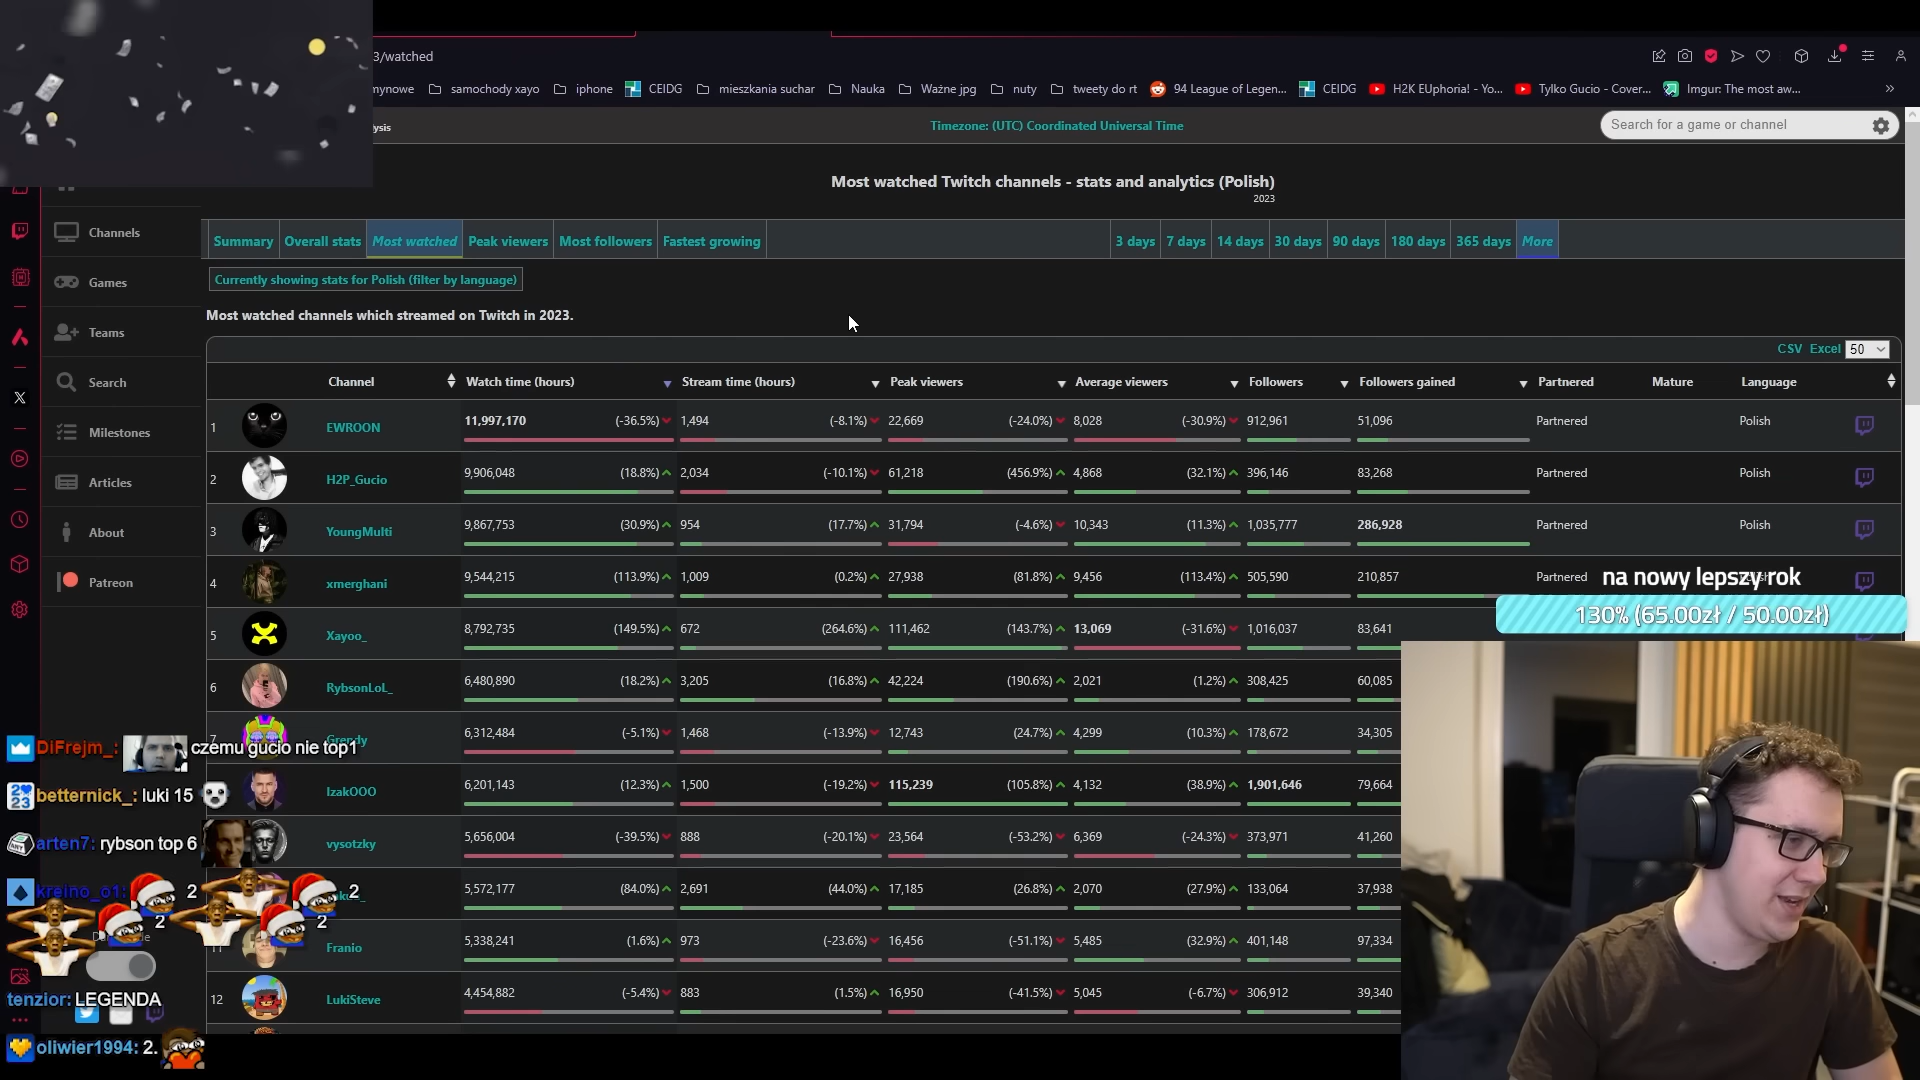 3/watched
mynowe samochody xayo iphone CEIDG mieszkania suchar Nauka Ważne jpg nuty tweety do rt 94 League of Legen... CEIDG H2K EUphoria! - Yo... Tylko Gucio - Cover... Imgur: The most aw... »
ysis Timezone: (UTC) Coordinated Universal Time Search for a game or channel
Most watched Twitch channels - stats and analytics (Polish)
2023
Channels
Games
Teams
Search
Milestones
Articles
About
Patreon
Summary Overall stats Most watched Peak viewers Most followers Fastest growing 3 days 7 days 14 days 30 days 90 days 180 days 365 days More
Currently showing stats for Polish (filter by language)
Most watched channels which streamed on Twitch in 2023.
CSV Excel 50
Channel Watch time (hours) Stream time (hours) Peak viewers Average viewers Followers Followers gained Partnered Mature Language
1 EWROON 11,997,170 (-36.5%) 1,494 (-8.1%) 22,669 (-24.0%) 8,028 (-30.9%) 912,961 51,096 Partnered Polish
2 H2P_Gucio 9,906,048 (18.8%) 2,034 (-10.1%) 61,218 (456.9%) 4,868 (32.1%) 396,146 83,268 Partnered Polish
3 YoungMulti 9,867,753 (30.9%) 954 (17.7%) 31,794 (-4.6%) 10,343 (11.3%) 1,035,777 286,928 Partnered Polish
4 xmerghani 9,544,215 (113.9%) 1,009 (0.2%) 27,938 (81.8%) 9,456 (113.4%) 505,590 210,857 Partnered
5 Xayoo_ 8,792,735 (149.5%) 672 (264.6%) 111,462 (143.7%) 13,069 (-31.6%) 1,016,037 83,641
6 RybsonLoL_ 6,480,890 (18.2%) 3,205 (16.8%) 42,224 (190.6%) 2,021 (1.2%) 308,425 60,085
7 Grendy 6,312,484 (-5.1%) 1,468 (-13.9%) 12,743 (24.7%) 4,299 (10.3%) 178,672 34,305
IzakOOO 6,201,143 (12.3%) 1,500 (-19.2%) 115,239 (105.8%) 4,132 (38.9%) 1,901,646 79,664
vysotzky 5,656,004 (-39.5%) 888 (-20.1%) 23,564 (-53.2%) 6,369 (-24.3%) 373,971 41,260
5,572,177 (84.0%) 2,691 (44.0%) 17,185 (26.8%) 2,070 (27.9%) 133,064 37,938
11 Franio 5,338,241 (1.6%) 973 (-23.6%) 16,456 (-51.1%) 5,485 (32.9%) 401,148 97,334
12 LukiSteve 4,454,882 (-5.4%) 883 (1.5%) 16,950 (-41.5%) 5,045 (-6.7%) 306,912 39,340
na nowy lepszy rok
130% (65.00zł / 50.00zł)
DiFrejm_: czemu gucio nie top1
betternick_: luki 15
arten7: rybson top 6
kreino_o1: 2 2
2 2
tenzior: LEGENDA
oliwier1994: 2.